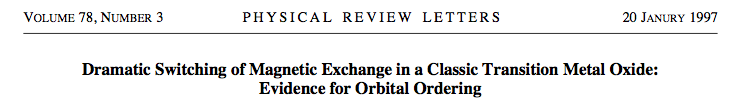 VOLUME 78, NUMBER 3 PHYSICAL REVIEW LETTERS 20 JANURY 1997
Dramatic Switching of Magnetic Exchange in a Classic Transition Metal Oxide:
Evidence for Orbital Ordering